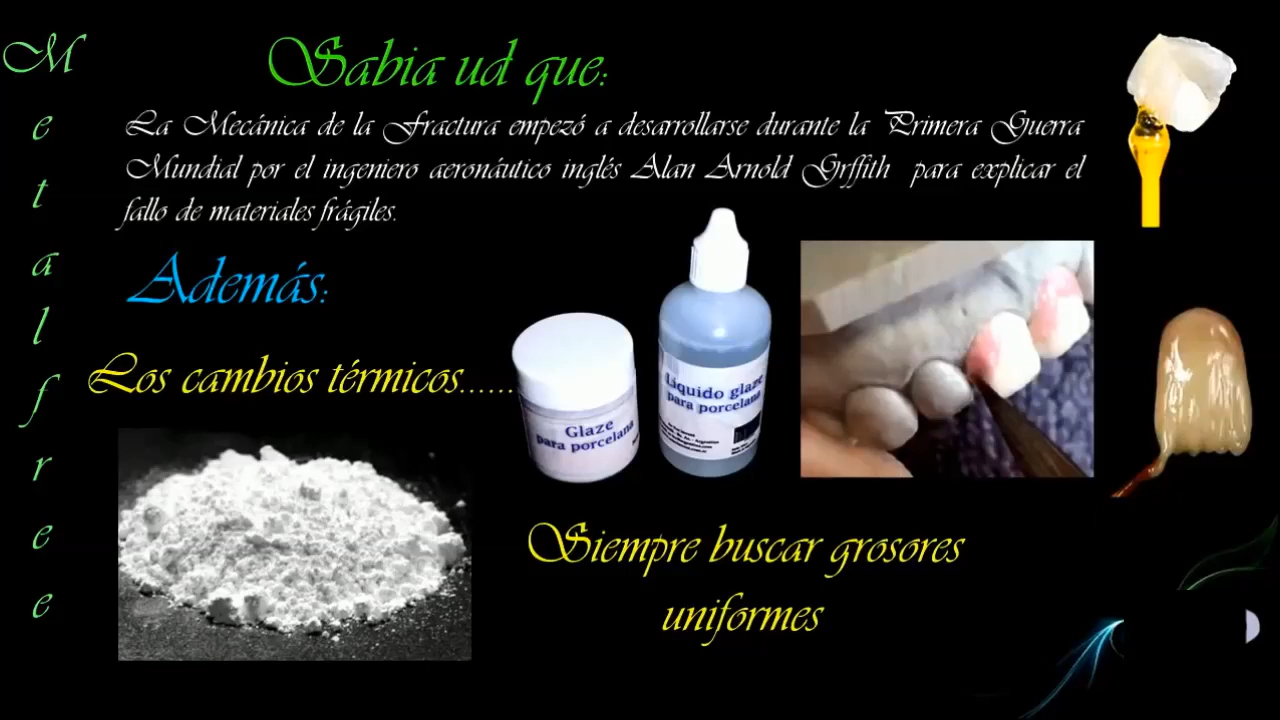 Metalfree
Sabia ud que:
La Mecánica de la Fractura empezó a desarrollarse durante la Primera Guerra
Mundial por el ingeniero aeronáutico inglés Alan Arnold Grffith para explicar el
fallo de materiales frágiles.
Además:
Los cambios térmicos......
Glaze
para porcelana
Líquido glaze
para porcelana
Siempre buscar grosores
uniformes